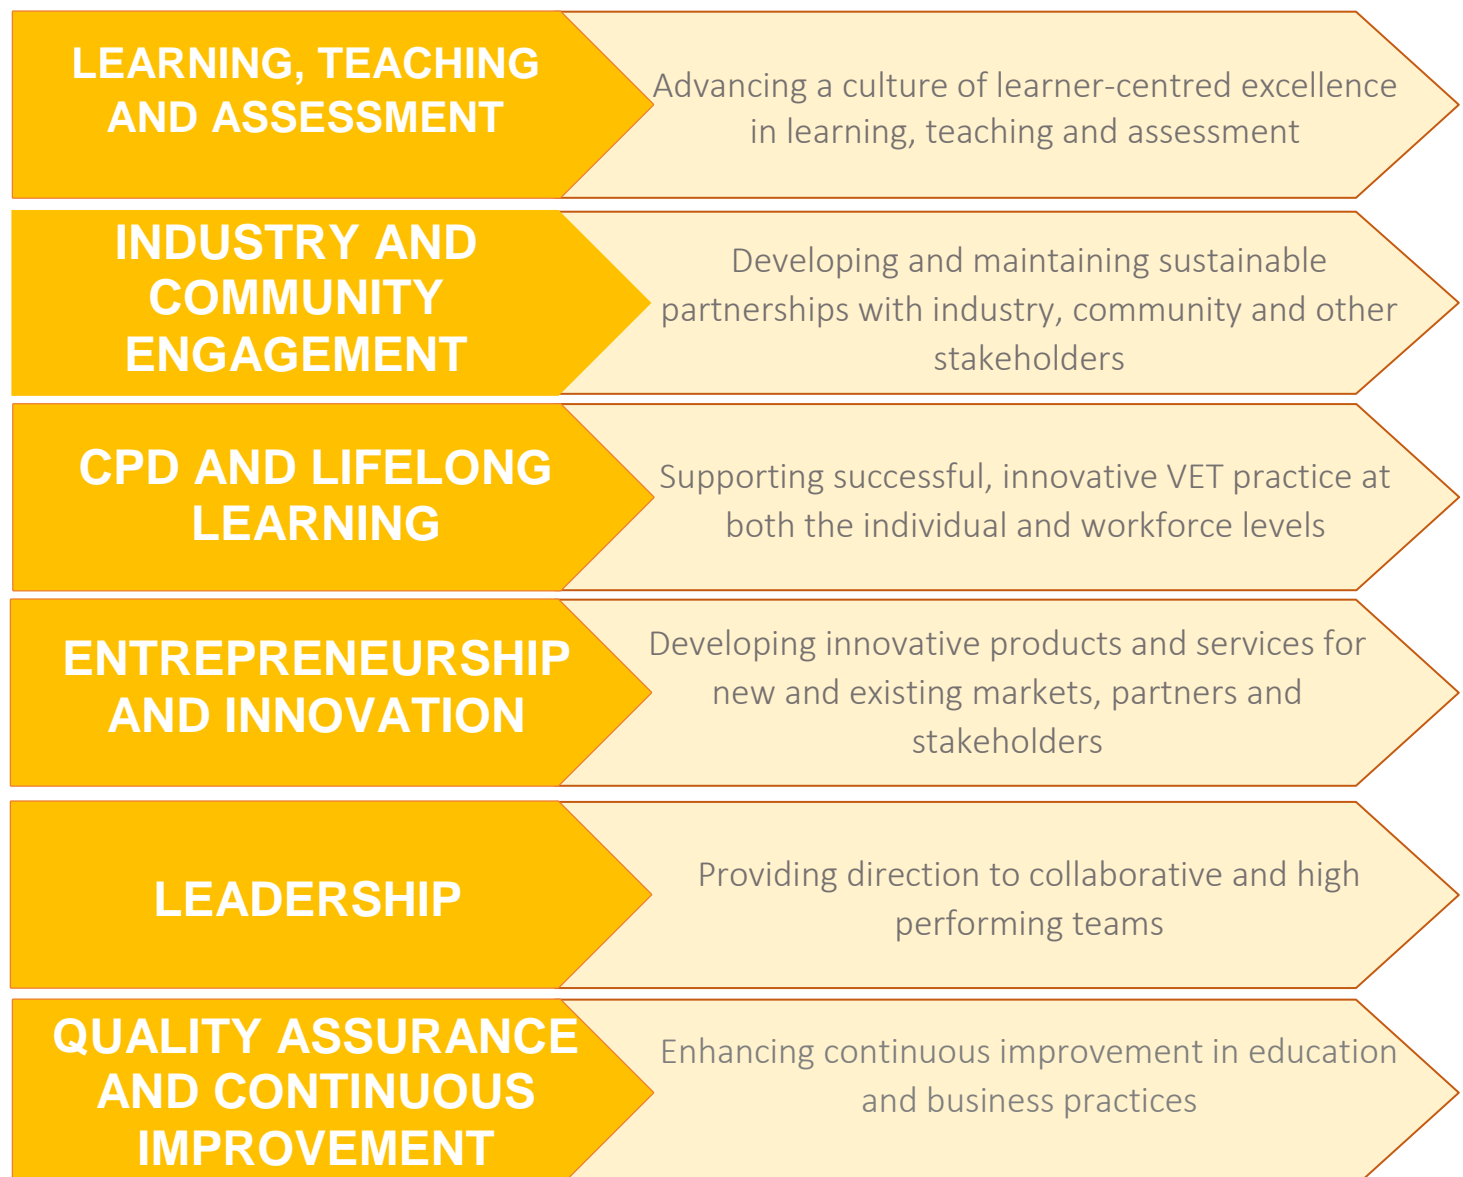 LEARNING, TEACHING
AND ASSESSMENT
Advancing a culture of learner-centred excellence
in learning, teaching and assessment
INDUSTRY AND
COMMUNITY
ENGAGEMENT
Developing and maintaining sustainable
partnerships with industry, community and other
stakeholders
CPD AND LIFELONG
LEARNING
Supporting successful, innovative VET practice at
both the individual and workforce levels
ENTREPRENEURSHIP
AND INNOVATION
Developing innovative products and services for
new and existing markets, partners and
stakeholders
LEADERSHIP
Providing direction to collaborative and high
performing teams
QUALITY ASSURANCE
AND CONTINUOUS
IMPROVEMENT
Enhancing continuous improvement in education
and business practices